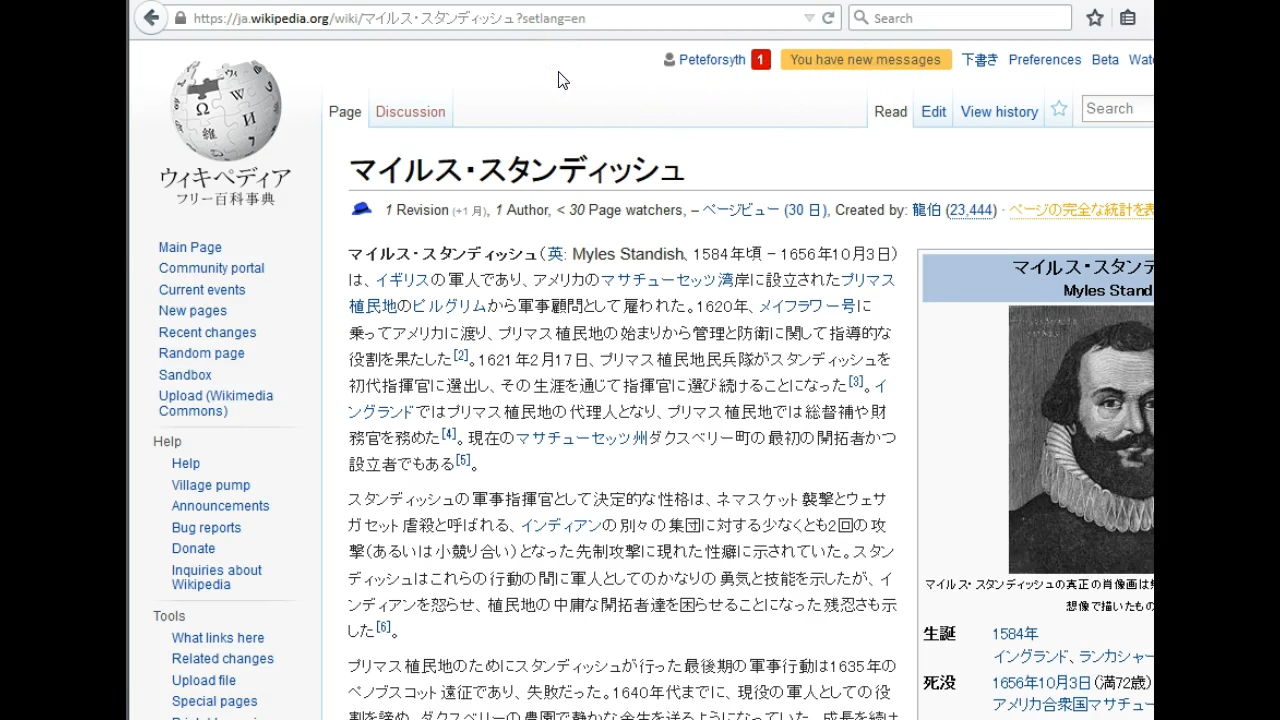 https://ja.wikipedia.org/wiki/マイルス・スタンディッシュ?setlang=en
Search
Peteforsyth 1 You have new messages 下書き Preferences Beta Wat
Page Discussion Read Edit View history Search
ウィキペディア
フリー百科事典
マイルス・スタンディッシュ
1 Revision (+1 月), 1 Author, < 30 Page watchers, – ページビュー (30 日), Created by: 龍伯 (23,444) · ページの完全な統計を表
Main Page
Community portal
Current events
New pages
Recent changes
Random page
Sandbox
Upload (Wikimedia
Commons)
Help
Help
Village pump
Announcements
Bug reports
Donate
Inquiries about
Wikipedia
Tools
What links here
Related changes
Upload file
Special pages
マイルス・スタンディッシュ(英: Myles Standish、1584年頃 – 1656年10月3日)
は、イギリスの軍人であり、アメリカのマサチューセッツ湾岸に設立されたプリマス
植民地のピルグリムから軍事顧問として雇われた。1620年、メイフラワー号に
乗ってアメリカに渡り、プリマス植民地の始まりから管理と防衛に関して指導的な
役割を果たした[2]。1621年2月17日、プリマス植民地民兵隊がスタンディッシュを
初代指揮官に選出し、その生涯を通じて指揮官に選び続けることになった[3]。イ
ングランドではプリマス植民地の代理人となり、プリマス植民地では総督補や財
務官を務めた[4]。現在のマサチューセッツ州ダクスベリー町の最初の開拓者かつ
設立者でもある[5]。
スタンディッシュの軍事指揮官として決定的な性格は、ネマスケット襲撃とウェサ
ガセット虐殺と呼ばれる、インディアンの別々の集団に対する少なくとも2回の攻
撃(あるいは小競り合い)となった先制攻撃に現れた性癖に示されていた。スタン
ディッシュはこれらの行動の間に軍人としてのかなりの勇気と技能を示したが、イ
ンディアンを怒らせ、植民地の中庸な開拓者達を困らせることになった残忍さも示
した[6]。
プリマス植民地のためにスタンディッシュが行った最後期の軍事行動は1635年の
ペノブスコット遠征であり、失敗だった。1640年代までに、現役の軍人としての役
割を諦め、ダクスベリーの農園で静かな余生を送るようになっていた。成長を続け
マイルス・スタンデ
Myles Stand
マイルス・スタンディッシュの真正の肖像画は
想像で描いたもの
生誕 1584年
イングランド、ランカシャー
死没 1656年10月3日(満72歳)
アメリカ合衆国マサチュー